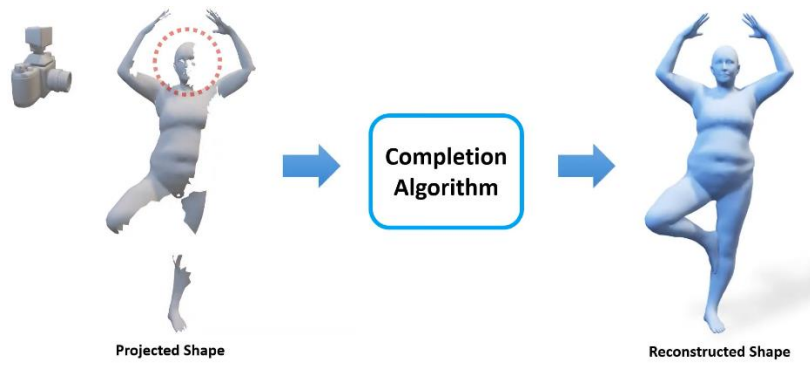 Completion
Algorithm
Projected Shape
Reconstructed Shape